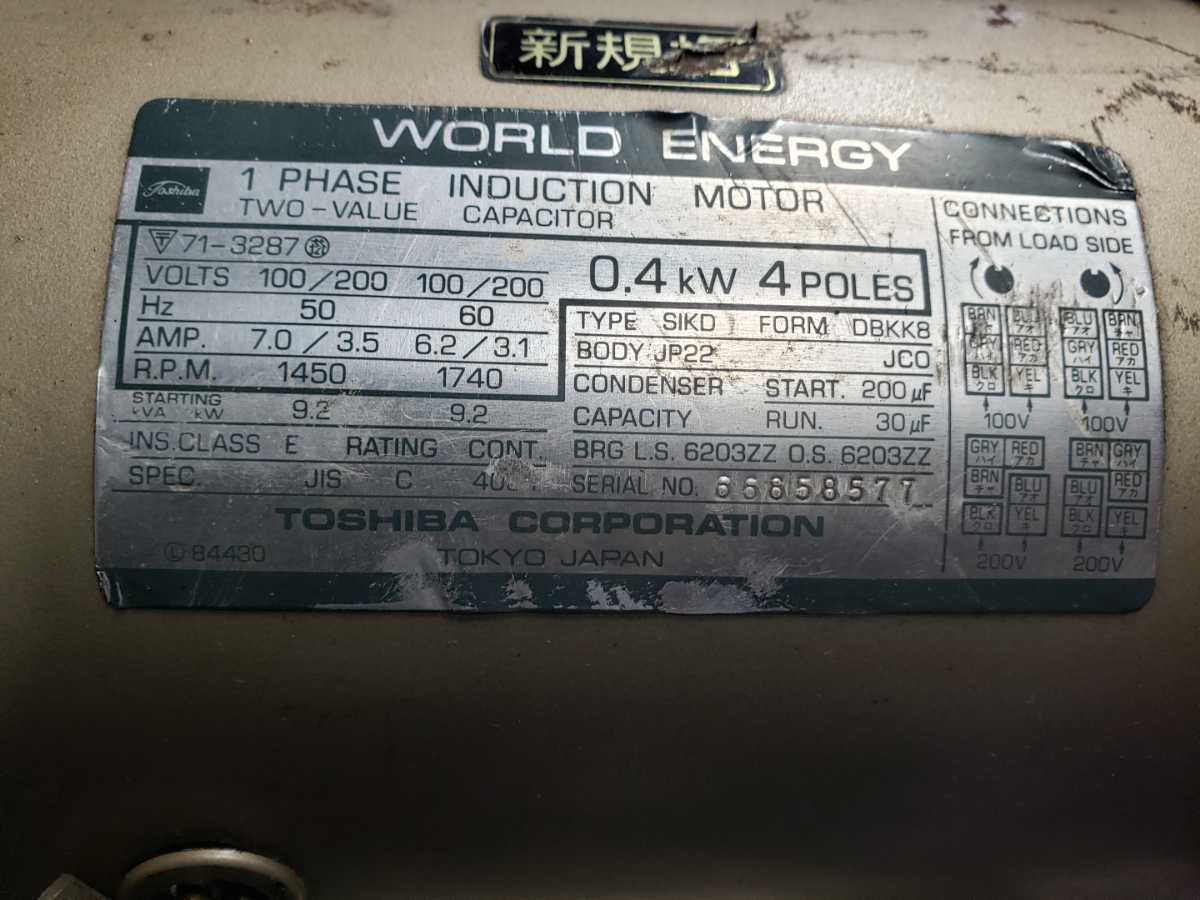 新規格
WORLD ENERGY
Toshiba
1 PHASE INDUCTION MOTOR
TWO-VALUE CAPACITOR
71-3287
VOLTS 100/200 100/200
Hz 50 60
AMP. 7.0/3.5 6.2/3.1
R.P.M. 1450 1740
STARTING
kVA/kW 9.2 9.2
INS.CLASS E RATING CONT.
SPEC. JIS C
0.4 kW 4 POLES
TYPE SIKD FORM DBKK8
BODY JP22 JC0
CONDENSER START. 200 μF
CAPACITY RUN. 30 μF
BRG L.S. 6203ZZ O.S. 6203ZZ
SERIAL NO. 66858577
TOSHIBA CORPORATION
Ⓛ84430 TOKYO JAPAN
CONNECTIONS
FROM LOAD SIDE
BRN BLU BLU BRN
チャ アオ アオ チャ
GRY RED GRY RED
ハイ アカ ハイ アカ
BLK YEL BLK YEL
クロ キ クロ キ
100V 100V
GRY RED BRN GRY
ハイ アカ チャ ハイ
BRN BLU BLU RED
チャ アオ アオ アカ
BLK YEL BLK YEL
クロ キ クロ キ
200V 200V